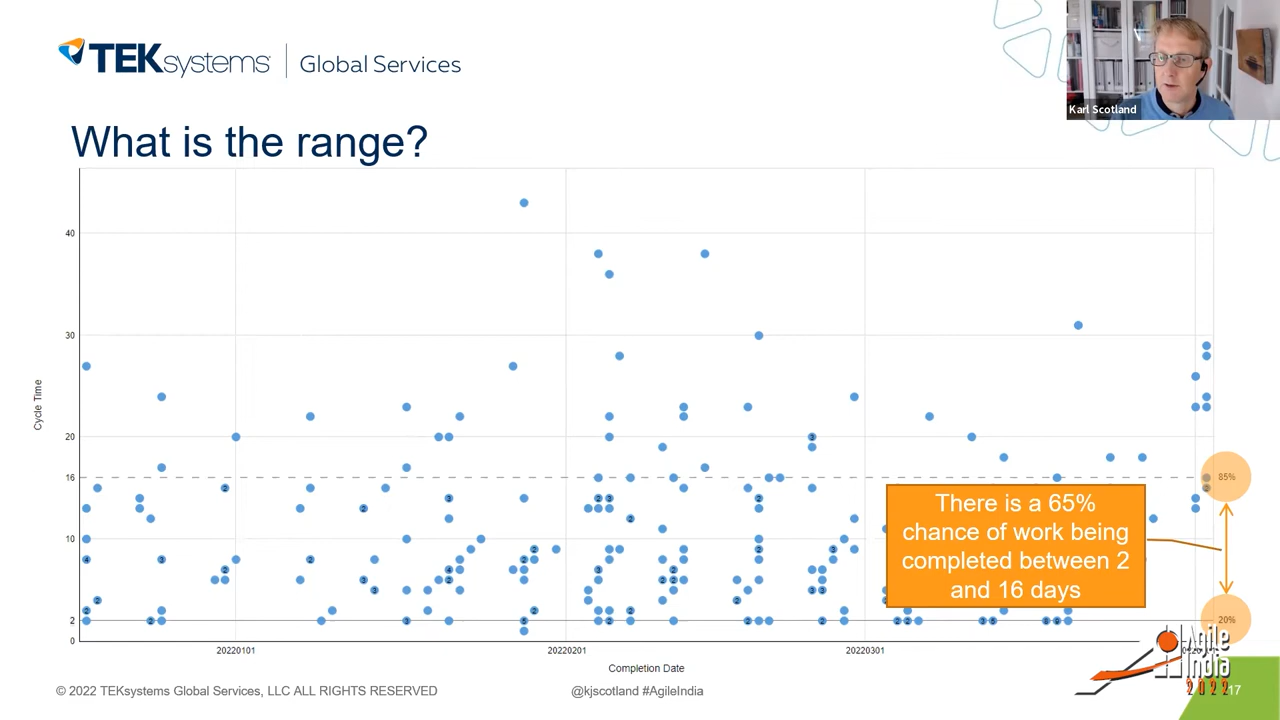 TEKsystems
Global Services
Karl Scotland
What is the range?
Cycle Time
40
30
20
16
10
2
0
85%
20%
There is a 65%
chance of work being
completed between 2
and 16 days
20220101
20220201
20220301
Completion Date
© 2022 TEKsystems Global Services, LLC ALL RIGHTS RESERVED
@kjscotland #AgileIndia
Agile
India
2022
17